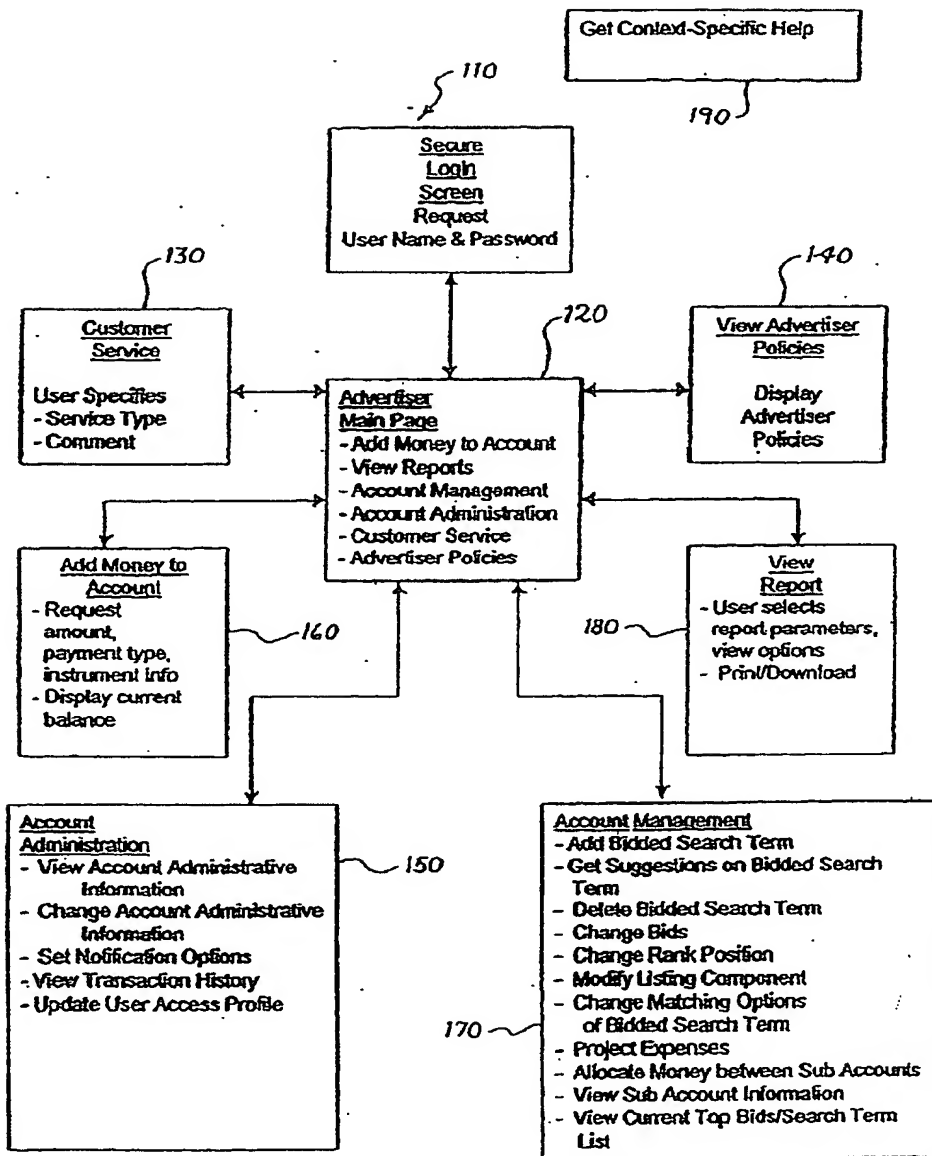 Get Context-Specific Help
190
110
Secure
Login
Screen
Request
User Name & Password
130
Customer
Service
User Specifies
- Service Type
- Comment
140
View Advertiser
Policies
Display
Advertiser
Policies
120
Advertiser
Main Page
- Add Money to Account
- View Reports
- Account Management
- Account Administration
- Customer Service
- Advertiser Policies
Add Money to
Account
- Request
amount,
payment type,
instrument info
- Display current
balance
160
View
Report
- User selects
report parameters,
view options
- Print/Download
180
Account
Administration
- View Account Administrative
Information
- Change Account Administrative
Information
- Set Notification Options
- View Transaction History
- Update User Access Profile
150
Account Management
- Add Bidded Search Term
- Get Suggestions on Bidded Search
Term
- Delete Bidded Search Term
- Change Bids
- Change Rank Position
- Modify Listing Component
- Change Matching Options
of Bidded Search Term
- Project Expenses
- Allocate Money between Sub Accounts
- View Sub Account Information
- View Current Top Bids/Search Term
List
170